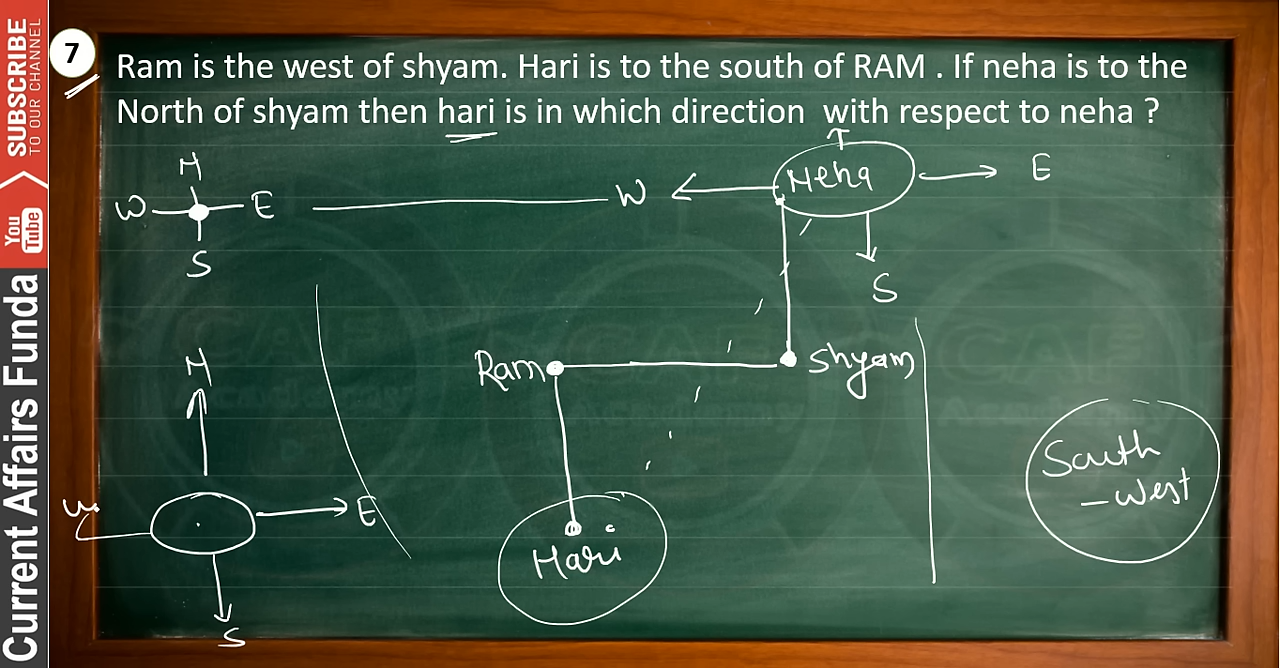 SUBSCRIBE
TO OUR CHANNEL
You
Tube
Current Affairs Funda
7
Ram is the west of shyam. Hari is to the south of RAM . If neha is to the
North of shyam then hari is in which direction with respect to neha ?
N
W E W Neha E
S
S
N
Ram Shyam
W E
S
Hari
South
- West